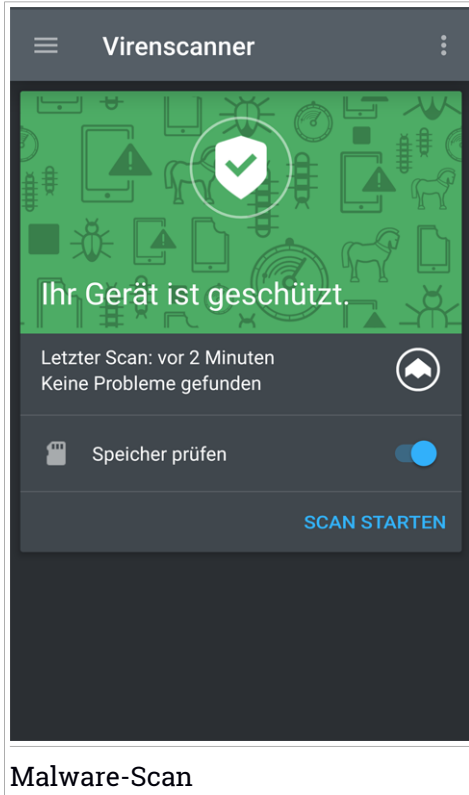 Virenscanner
Ihr Gerät ist geschützt.
Letzter Scan: vor 2 Minuten
Keine Probleme gefunden
Speicher prüfen
SCAN STARTEN
Malware-Scan